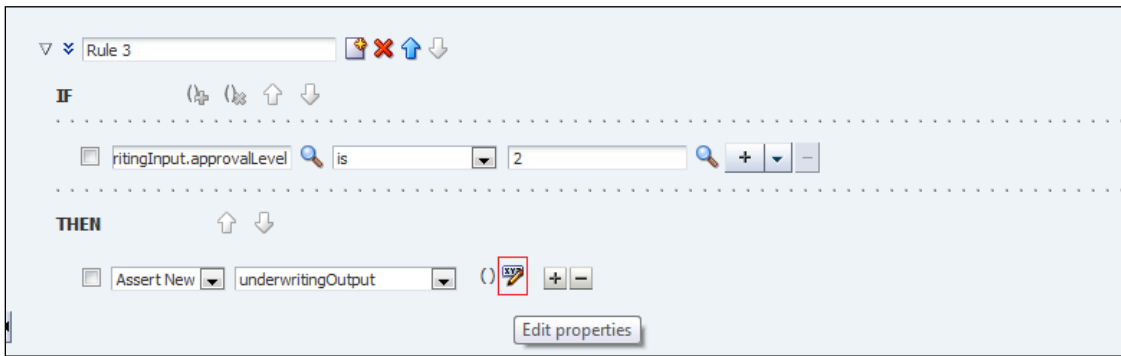 Rule 3
IF
ritingInput.approvalLevel is 2 + -
THEN
Assert New underwritingOutput () + -
Edit properties